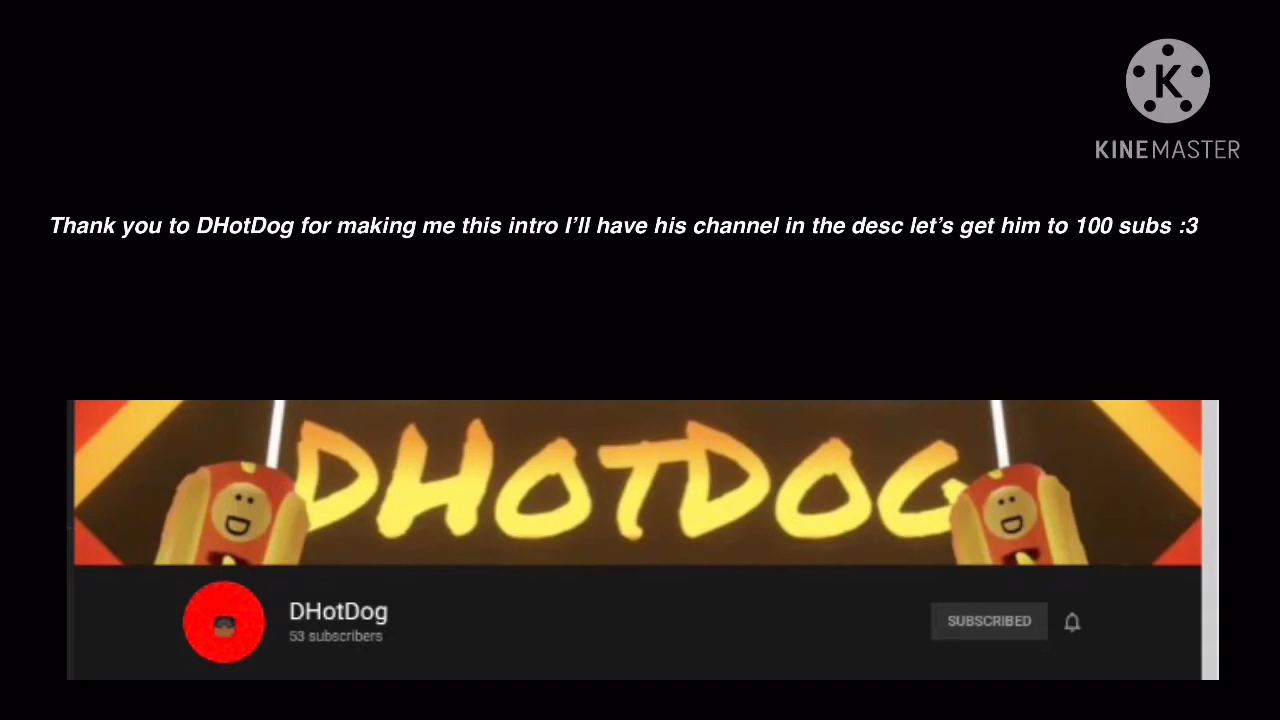 K
KINEMASTER
Thank you to DHotDog for making me this intro I’ll have his channel in the desc let’s get him to 100 subs :3
DHOTDOG
DHotDog
53 subscribers
SUBSCRIBED